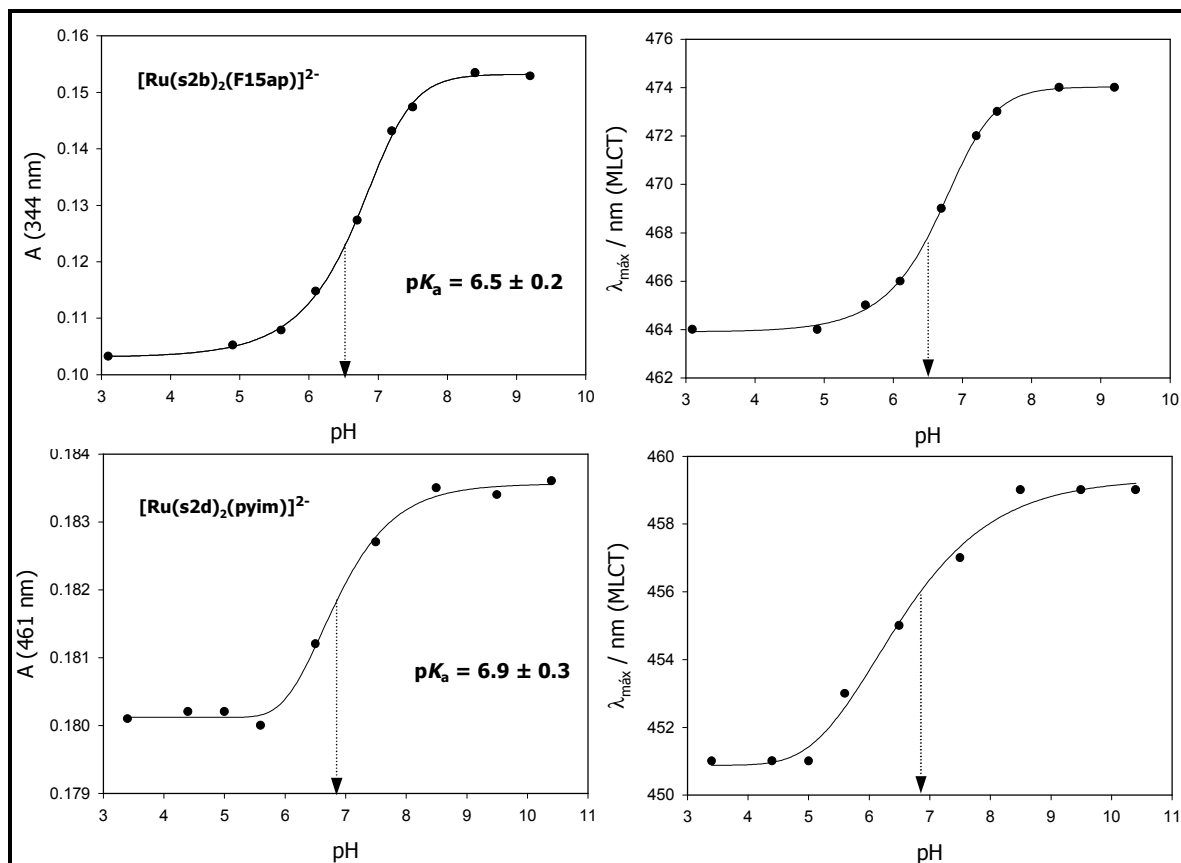 [Ru(s2b)₂(F15ap)]²⁻
A (344 nm)
0.16
0.15
0.14
0.13
0.12
0.11
0.10
pKa = 6.5 ± 0.2
3 4 5 6 7 8 9 10
pH
λmáx / nm (MLCT)
476
474
472
470
468
466
464
462
3 4 5 6 7 8 9 10
pH
[Ru(s2d)₂(pyim)]²⁻
A (461 nm)
0.184
0.183
0.182
0.181
0.180
0.179
pKa = 6.9 ± 0.3
3 4 5 6 7 8 9 10 11
pH
λmáx / nm (MLCT)
460
458
456
454
452
450
3 4 5 6 7 8 9 10 11
pH